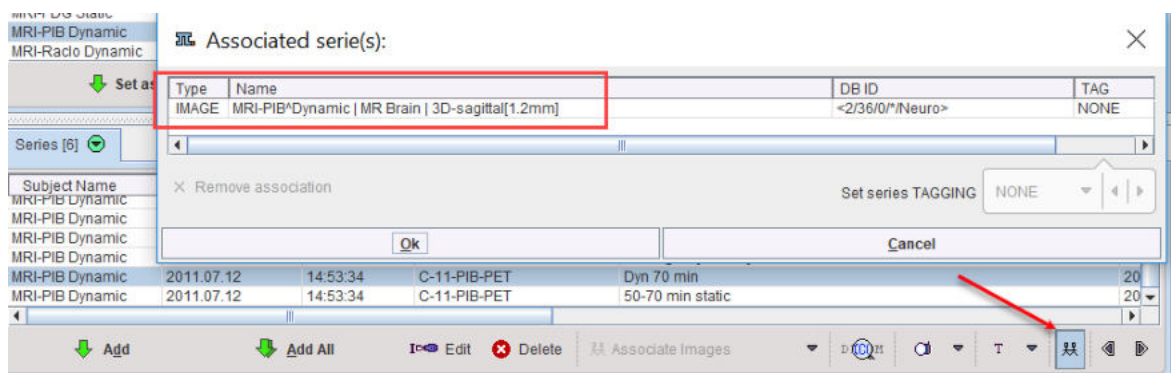 MRI-FDG Static
MRI-PIB Dynamic
MRI-Raclo Dynamic
Set as
Associated serie(s):
Type Name DB ID TAG
IMAGE MRI-PIB^Dynamic | MR Brain | 3D-sagittal[1.2mm] <2/36/0/*/Neuro> NONE
Series [6]
Remove association
Set series TAGGING NONE
Ok Cancel
Subject Name
MRI-PIB Dynamic
MRI-PIB Dynamic
MRI-PIB Dynamic
MRI-PIB Dynamic
MRI-PIB Dynamic 2011.07.12 14:53:34 C-11-PIB-PET Dyn 70 min 20
MRI-PIB Dynamic 2011.07.12 14:53:34 C-11-PIB-PET 50-70 min static 20
Add Add All Edit Delete Associate Images T